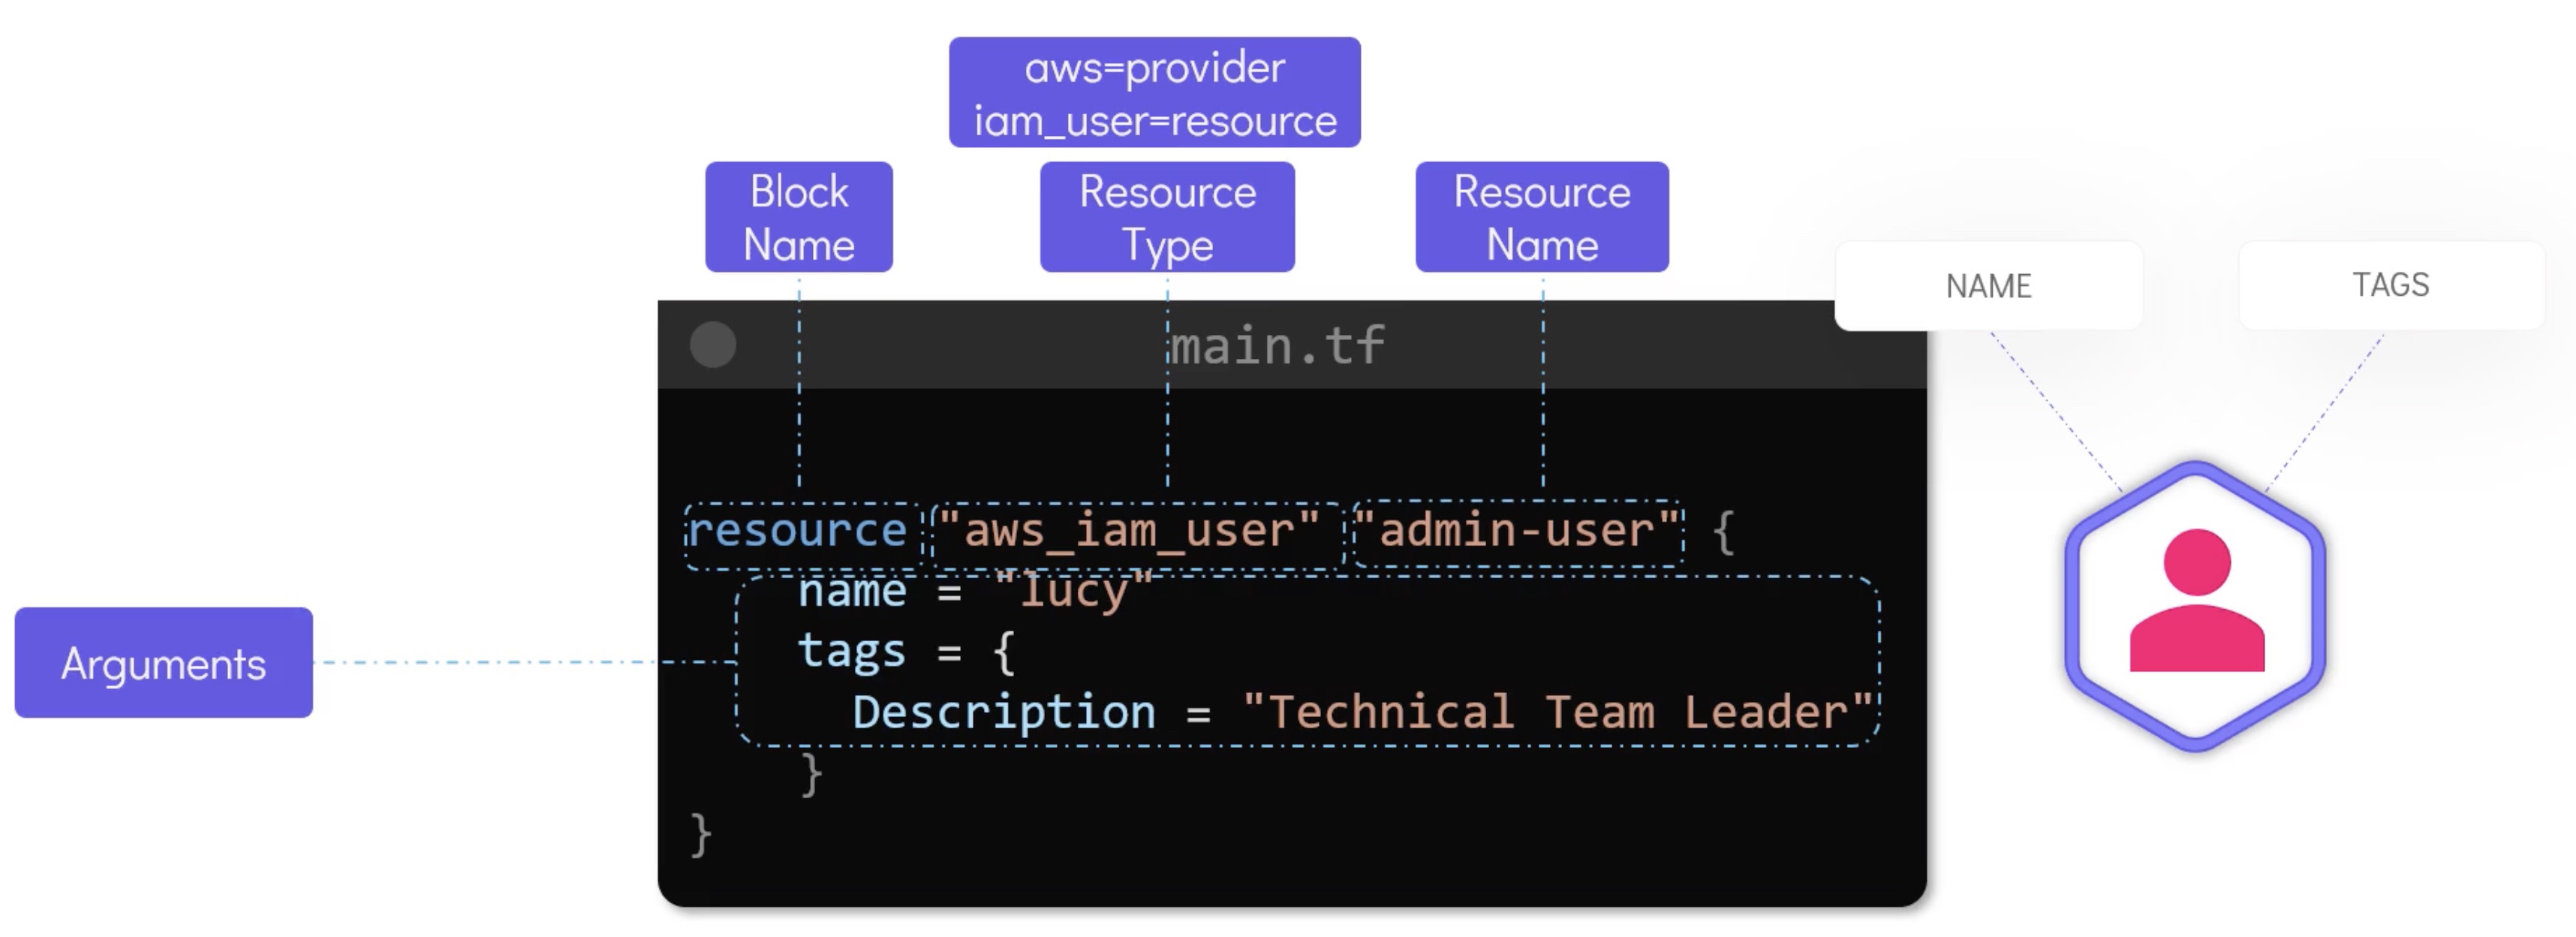 aws=provider
iam_user=resource
Block
Name
Resource
Type
Resource
Name
NAME
TAGS
main.tf
resource "aws_iam_user" "admin-user" {
name = "lucy"
tags = {
Description = "Technical Team Leader"
}
}
Arguments